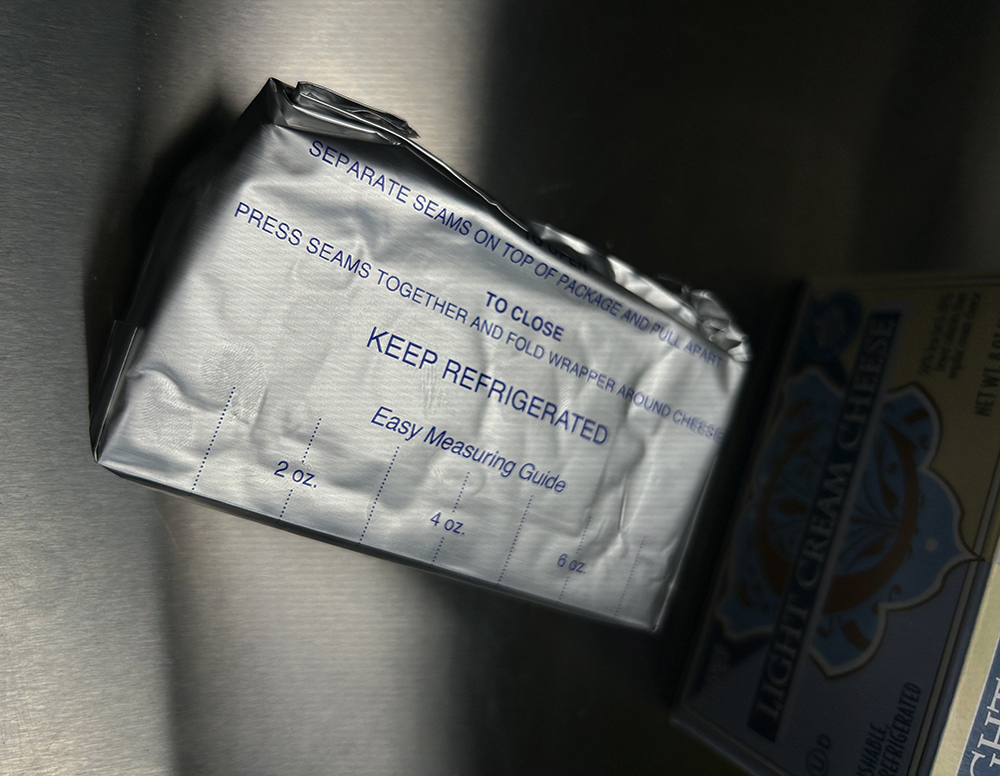 SEPARATE SEAMS ON TOP OF PACKAGE AND PULL APART
TO CLOSE
PRESS SEAMS TOGETHER AND FOLD WRAPPER AROUND CHEESE
KEEP REFRIGERATED
Easy Measuring Guide
2 oz.
4 oz.
6 oz.
LIGHT CREAM CHEESE
REFRIGERATED